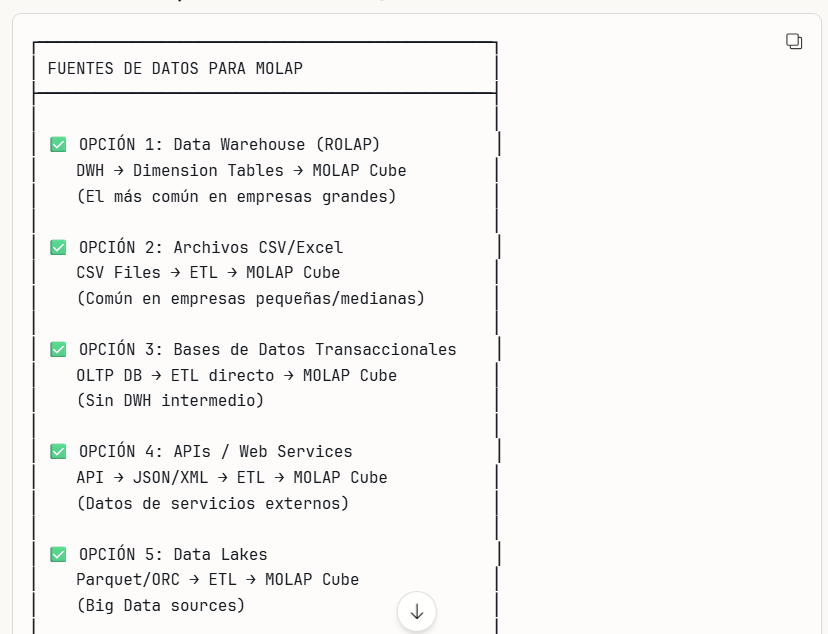 FUENTES DE DATOS PARA MOLAP
✅ OPCIÓN 1: Data Warehouse (ROLAP)
DWH → Dimension Tables → MOLAP Cube
(El más común en empresas grandes)
✅ OPCIÓN 2: Archivos CSV/Excel
CSV Files → ETL → MOLAP Cube
(Común en empresas pequeñas/medianas)
✅ OPCIÓN 3: Bases de Datos Transaccionales
OLTP DB → ETL directo → MOLAP Cube
(Sin DWH intermedio)
✅ OPCIÓN 4: APIs / Web Services
API → JSON/XML → ETL → MOLAP Cube
(Datos de servicios externos)
✅ OPCIÓN 5: Data Lakes
Parquet/ORC → ETL → MOLAP Cube
(Big Data sources)